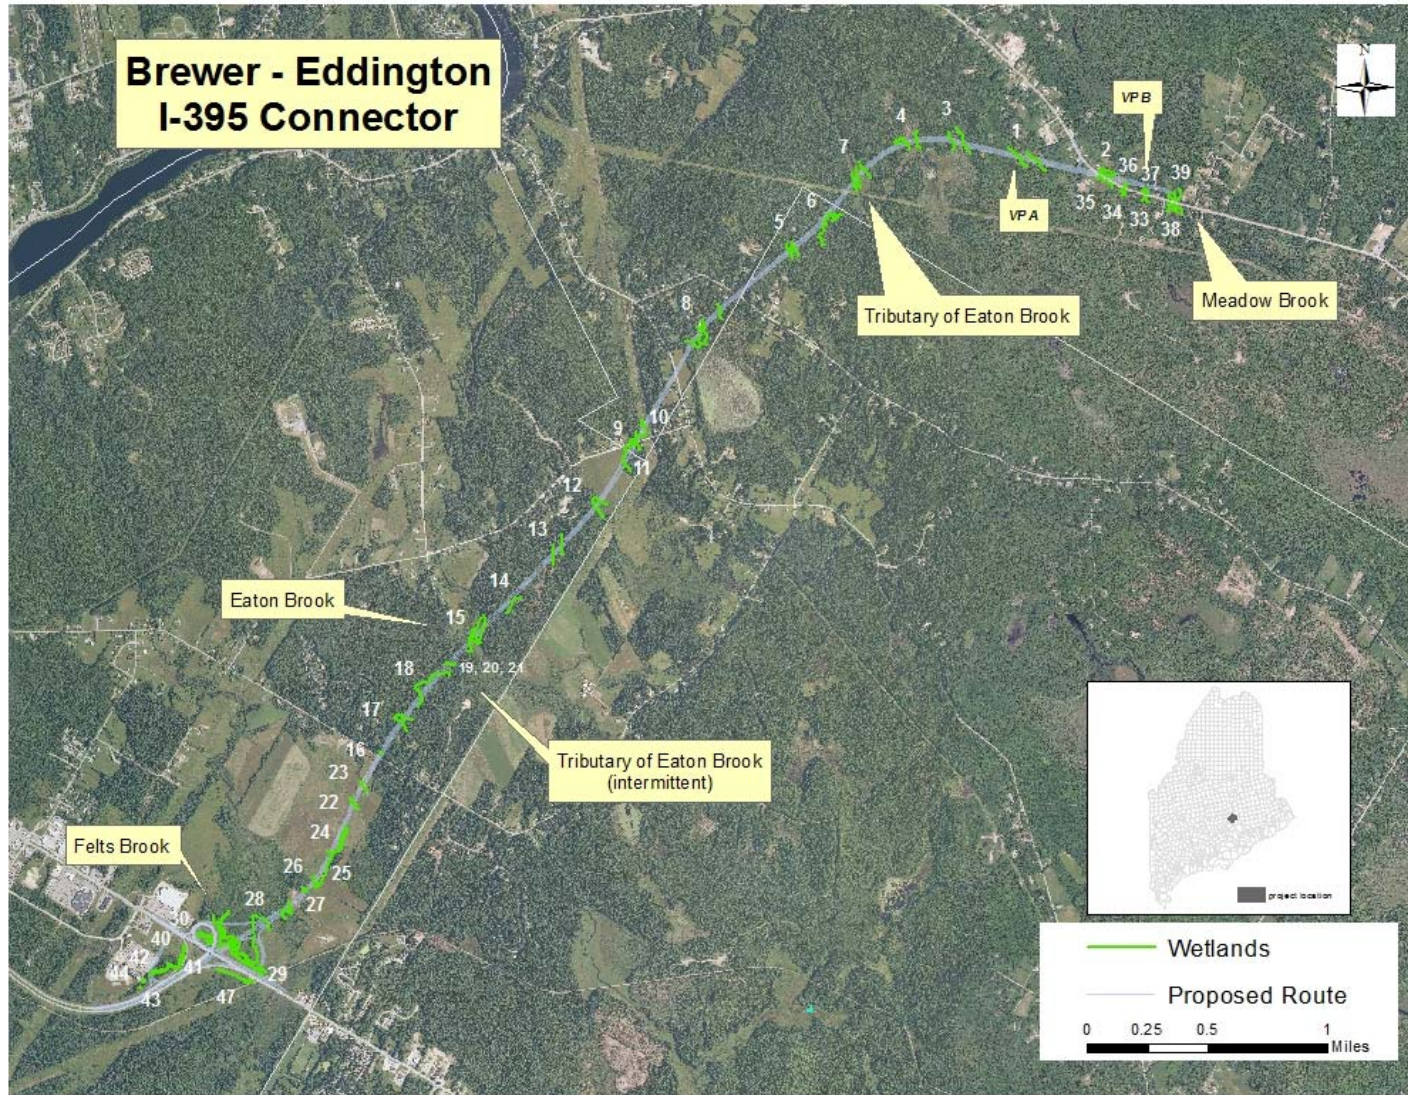 Brewer - Eddington
I-395 Connector
N
VP B
3
4
1
7
2
36
37
39
35
34
33
38
VP A
6
5
Tributary of Eaton Brook
Meadow Brook
8
10
9
11
12
13
14
Eaton Brook
15
19, 20, 21
18
17
Tributary of Eaton Brook
(intermittent)
16
23
22
24
Felts Brook
25
26
27
28
30
40
42
41
44
29
43
47
project location
Wetlands
Proposed Route
0 0.25 0.5 1
Miles